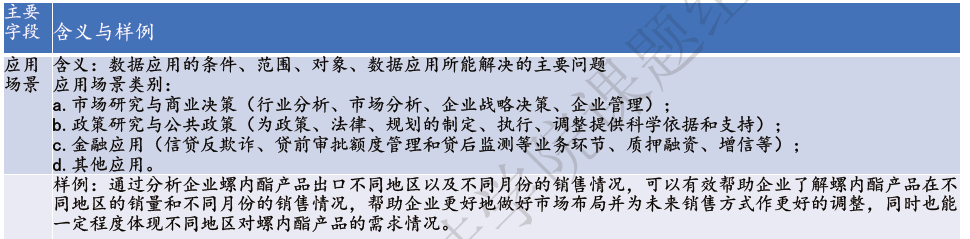 主要
字段
含义与样例
应用
场景
含义：数据应用的条件、范围、对象、数据应用所能解决的主要问题
应用场景类别：
a. 市场研究与商业决策（行业分析、市场分析、企业战略决策、企业管理）；
b. 政策研究与公共政策（为政策、法律、规划的制定、执行、调整提供科学依据和支持）；
c. 金融应用（信贷反欺诈、贷前审批额度管理和贷后监测等业务环节、质押融资、增信等）；
d. 其他应用。
样例：通过分析企业螺内酯产品出口不同地区以及不同月份的销售情况，可以有效帮助企业了解螺内酯产品在不
同地区的销量和不同月份的销售情况，帮助企业更好地做好市场布局并为未来销售方式作更好的调整，同时也能
一定程度体现不同地区对螺内酯产品的需求情况。
学院课题组